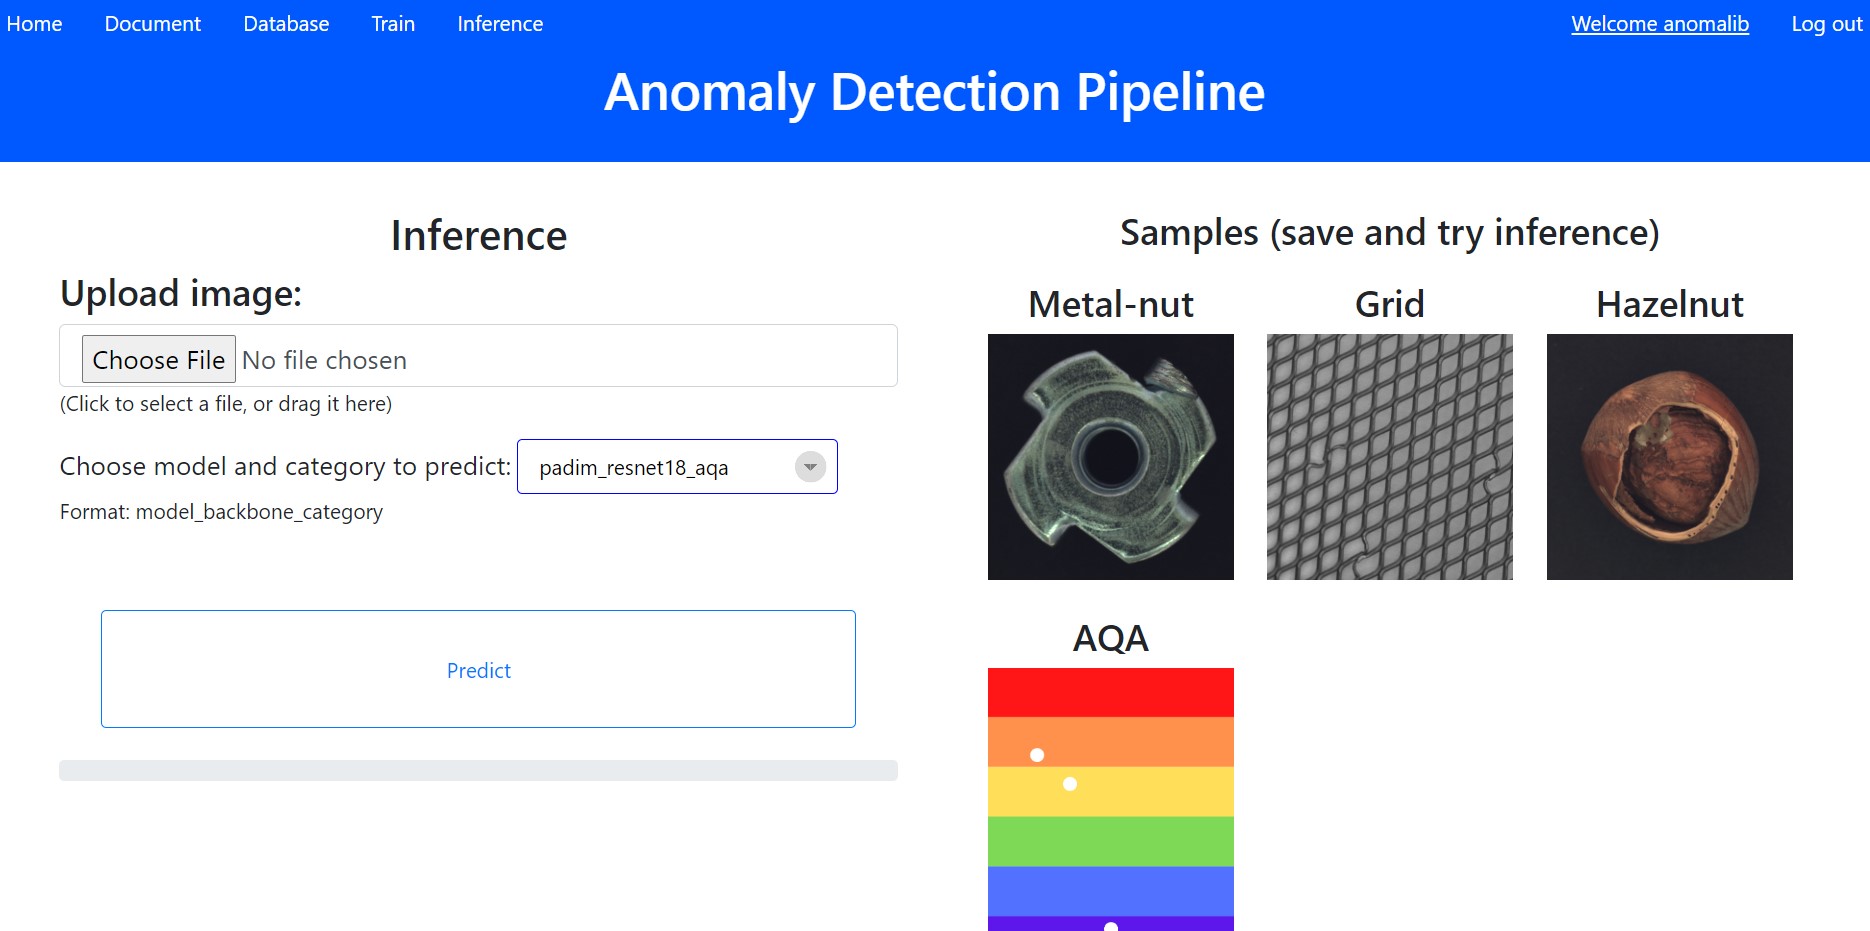 Home Document Database Train Inference Welcome anomalib Log out
Anomaly Detection Pipeline
Inference
Upload image:
Choose File No file chosen
(Click to select a file, or drag it here)
Choose model and category to predict: padim_resnet18_aqa
Format: model_backbone_category
Predict
Samples (save and try inference)
Metal-nut Grid Hazelnut
AQA